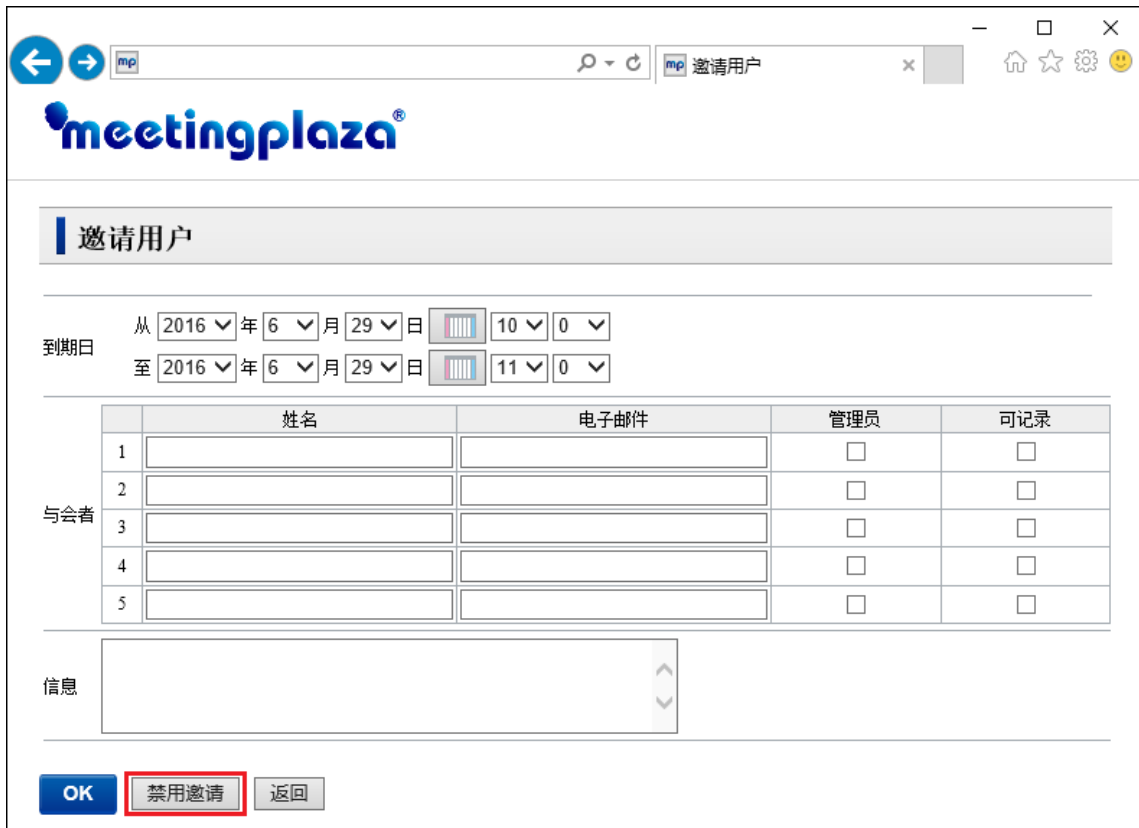 mp
mp 邀请用户
meetingplaza®
邀请用户
到期日
从 2016 年 6 月 29 日 10 0
至 2016 年 6 月 29 日 11 0
姓名 电子邮件 管理员 可记录
与会者
1
2
3
4
5
信息
OK 禁用邀请 返回